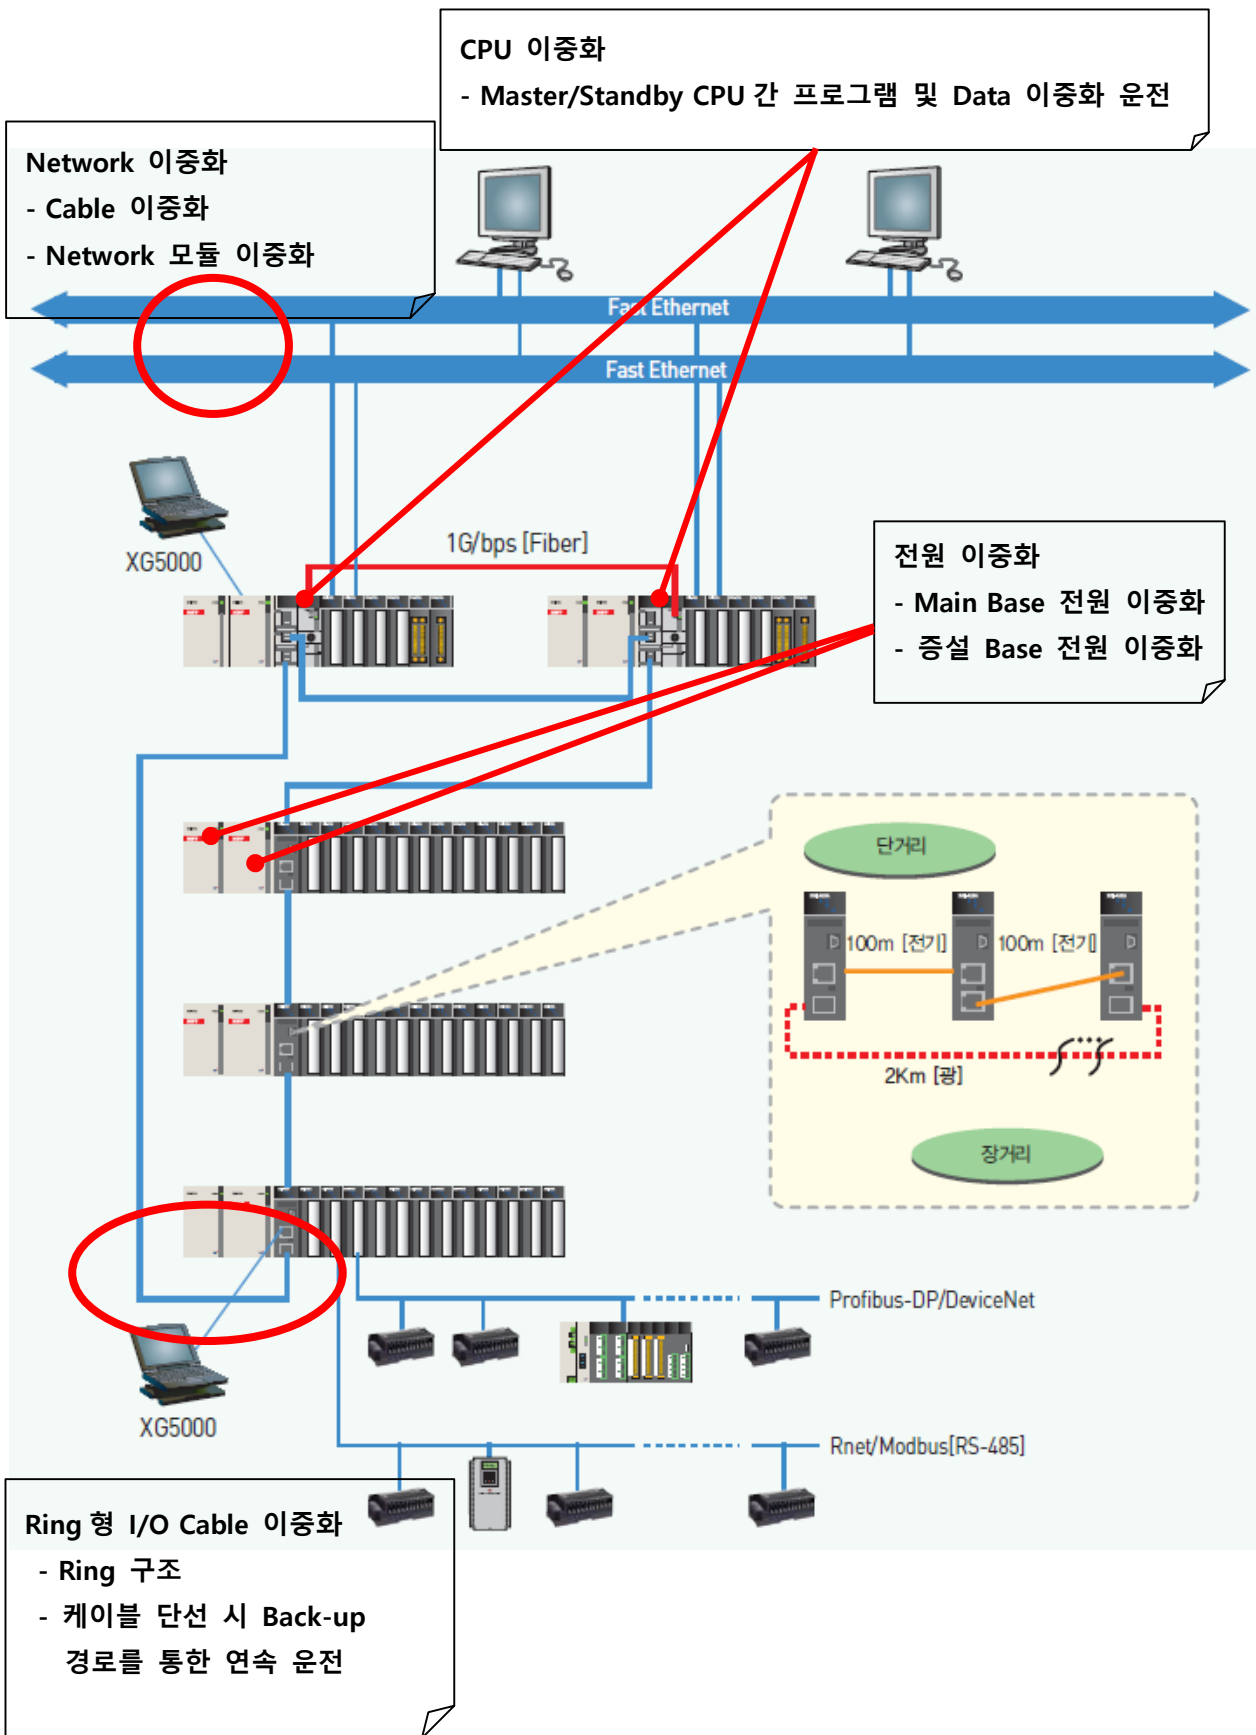 CPU 이중화
- Master/Standby CPU 간 프로그램 및 Data 이중화 운전
Network 이중화
- Cable 이중화
- Network 모듈 이중화
Fast Ethernet
Fast Ethernet
XG5000
1G/bps [Fiber]
전원 이중화
- Main Base 전원 이중화
- 증설 Base 전원 이중화
단거리
100m [전기]
100m [전기]
2Km [광]
장거리
Profibus-DP/DeviceNet
XG5000
Rnet/Modbus[RS-485]
Ring 형 I/O Cable 이중화
- Ring 구조
- 케이블 단선 시 Back-up
경로를 통한 연속 운전